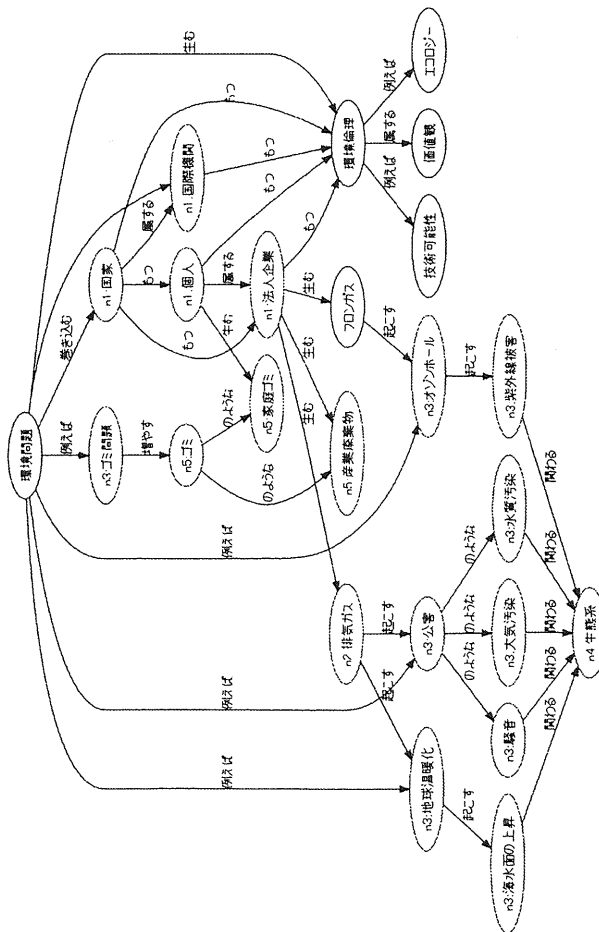 環境問題
生む
巻き込む
例えば
例えば
例えば
例えば
n1:国家
n3:ゴミ問題
属する
もつ
もつ
もつ
増やす
n1:国際機関
n1:個人
n5:ゴミ
もつ
もつ
属する
生む
のような
のような
n1:法人企業
n5:家庭ゴミ
もつ
生む
生む
生む
環境倫理
フロンガス
n5:産業廃棄物
n2:排気ガス
例えば
属する
例えば
起こす
起こす
起こす
エコロジー
価値観
技術可能性
n3:オゾンホール
n3:公害
n3:地球温暖化
起こす
のような
のような
のような
起こす
n3:紫外線被害
n3:水質汚染
n3:大気汚染
n3:騒音
n3:海水面の上昇
関わる
関わる
関わる
関わる
関わる
n4:生態系